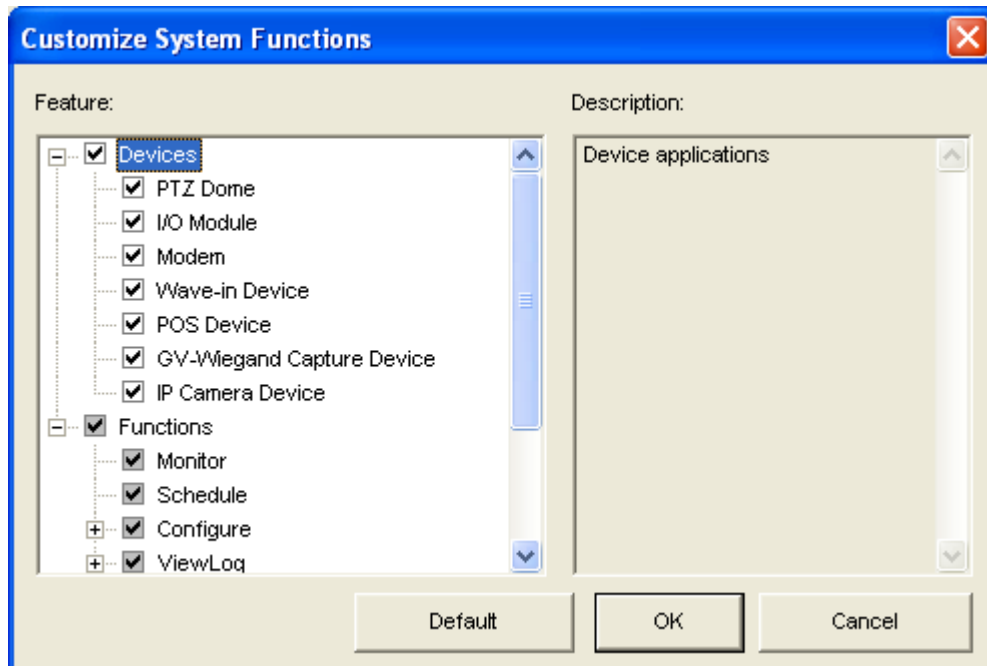 Customize System Functions
Feature:
Description:
Devices
Device applications
PTZ Dome
I/O Module
Modem
Wave-in Device
POS Device
GV-Wiegand Capture Device
IP Camera Device
Functions
Monitor
Schedule
Configure
ViewLog
Default
OK
Cancel